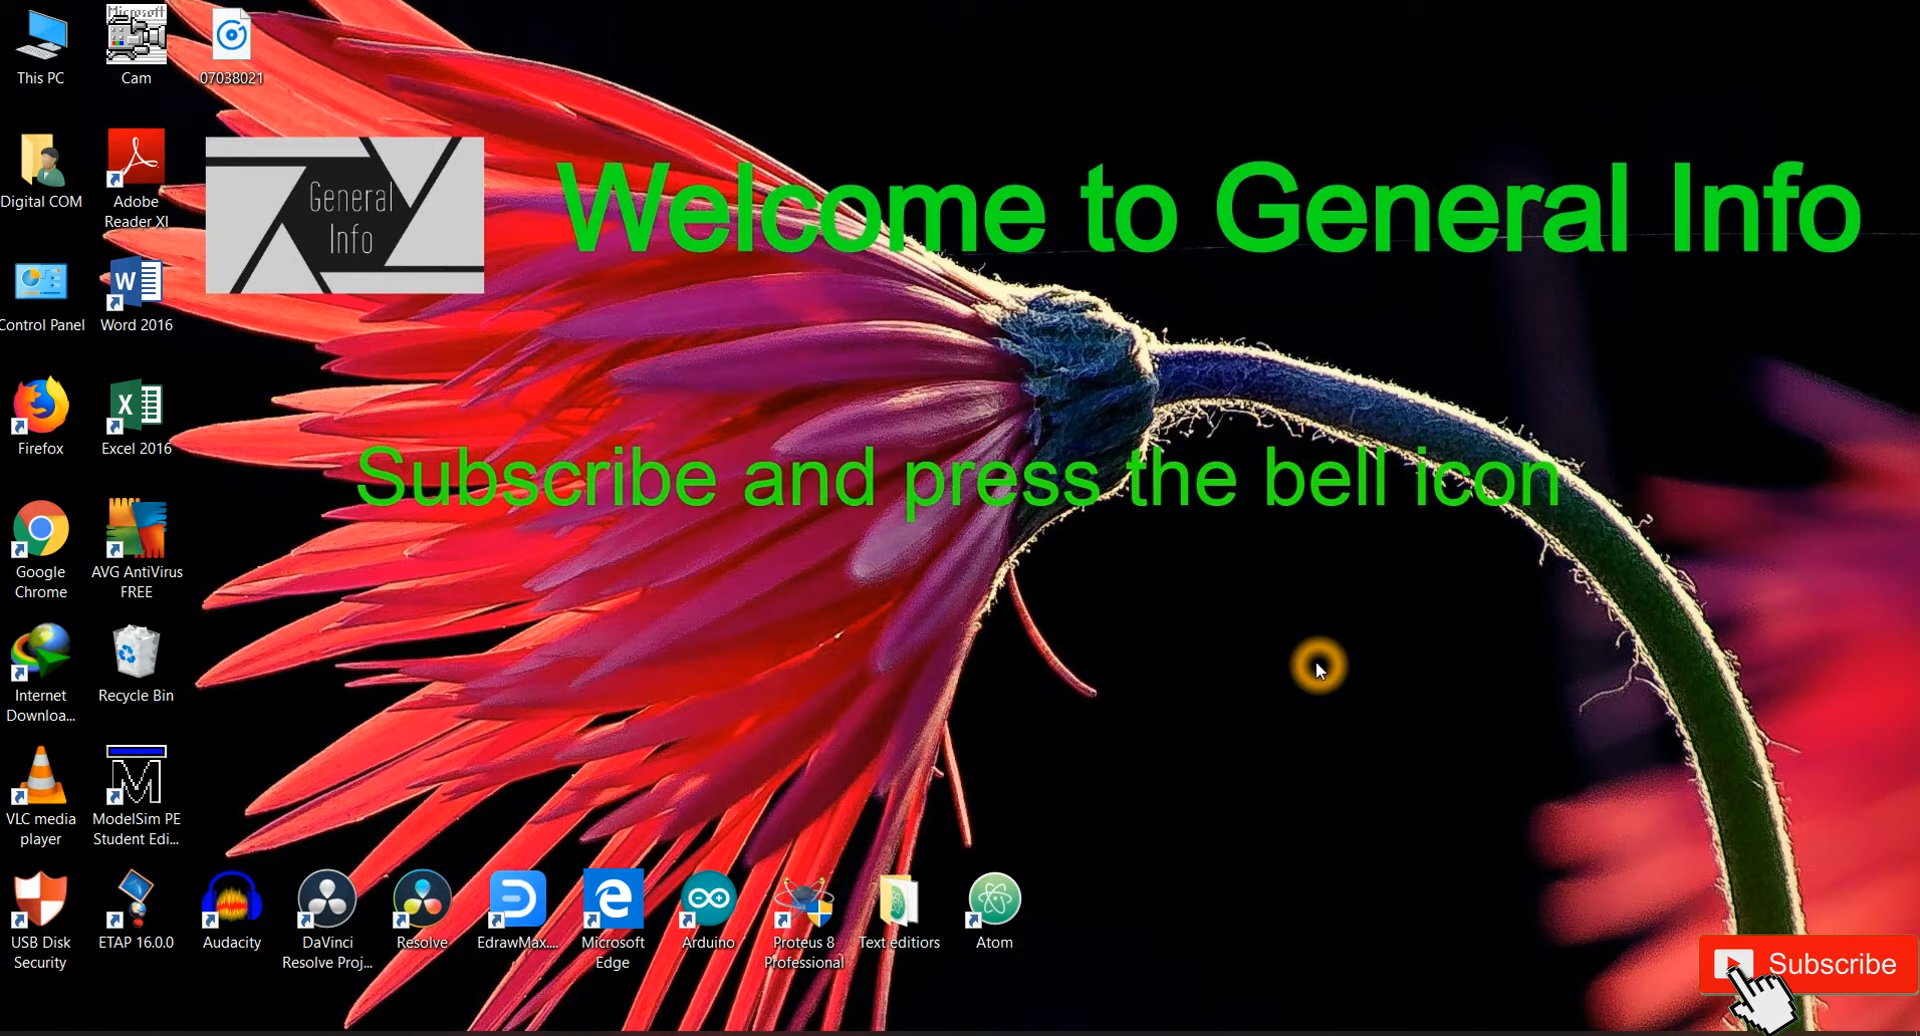 Microsoft
This PC
Cam
07038021
General
Info
Welcome to General Info
Digital COM
Adobe
Reader XI
Control Panel
Word 2016
Firefox
Excel 2016
Subscribe and press the bell icon
Google
Chrome
AVG AntiVirus
FREE
Internet
Downloa...
Recycle Bin
VLC media
player
ModelSim PE
Student Edi...
USB Disk
Security
ETAP 16.0.0
Audacity
DaVinci
Resolve Proj...
Resolve
EdrawMax....
Microsoft
Edge
Arduino
Proteus 8
Professional
Text editiors
Atom
Subscribe